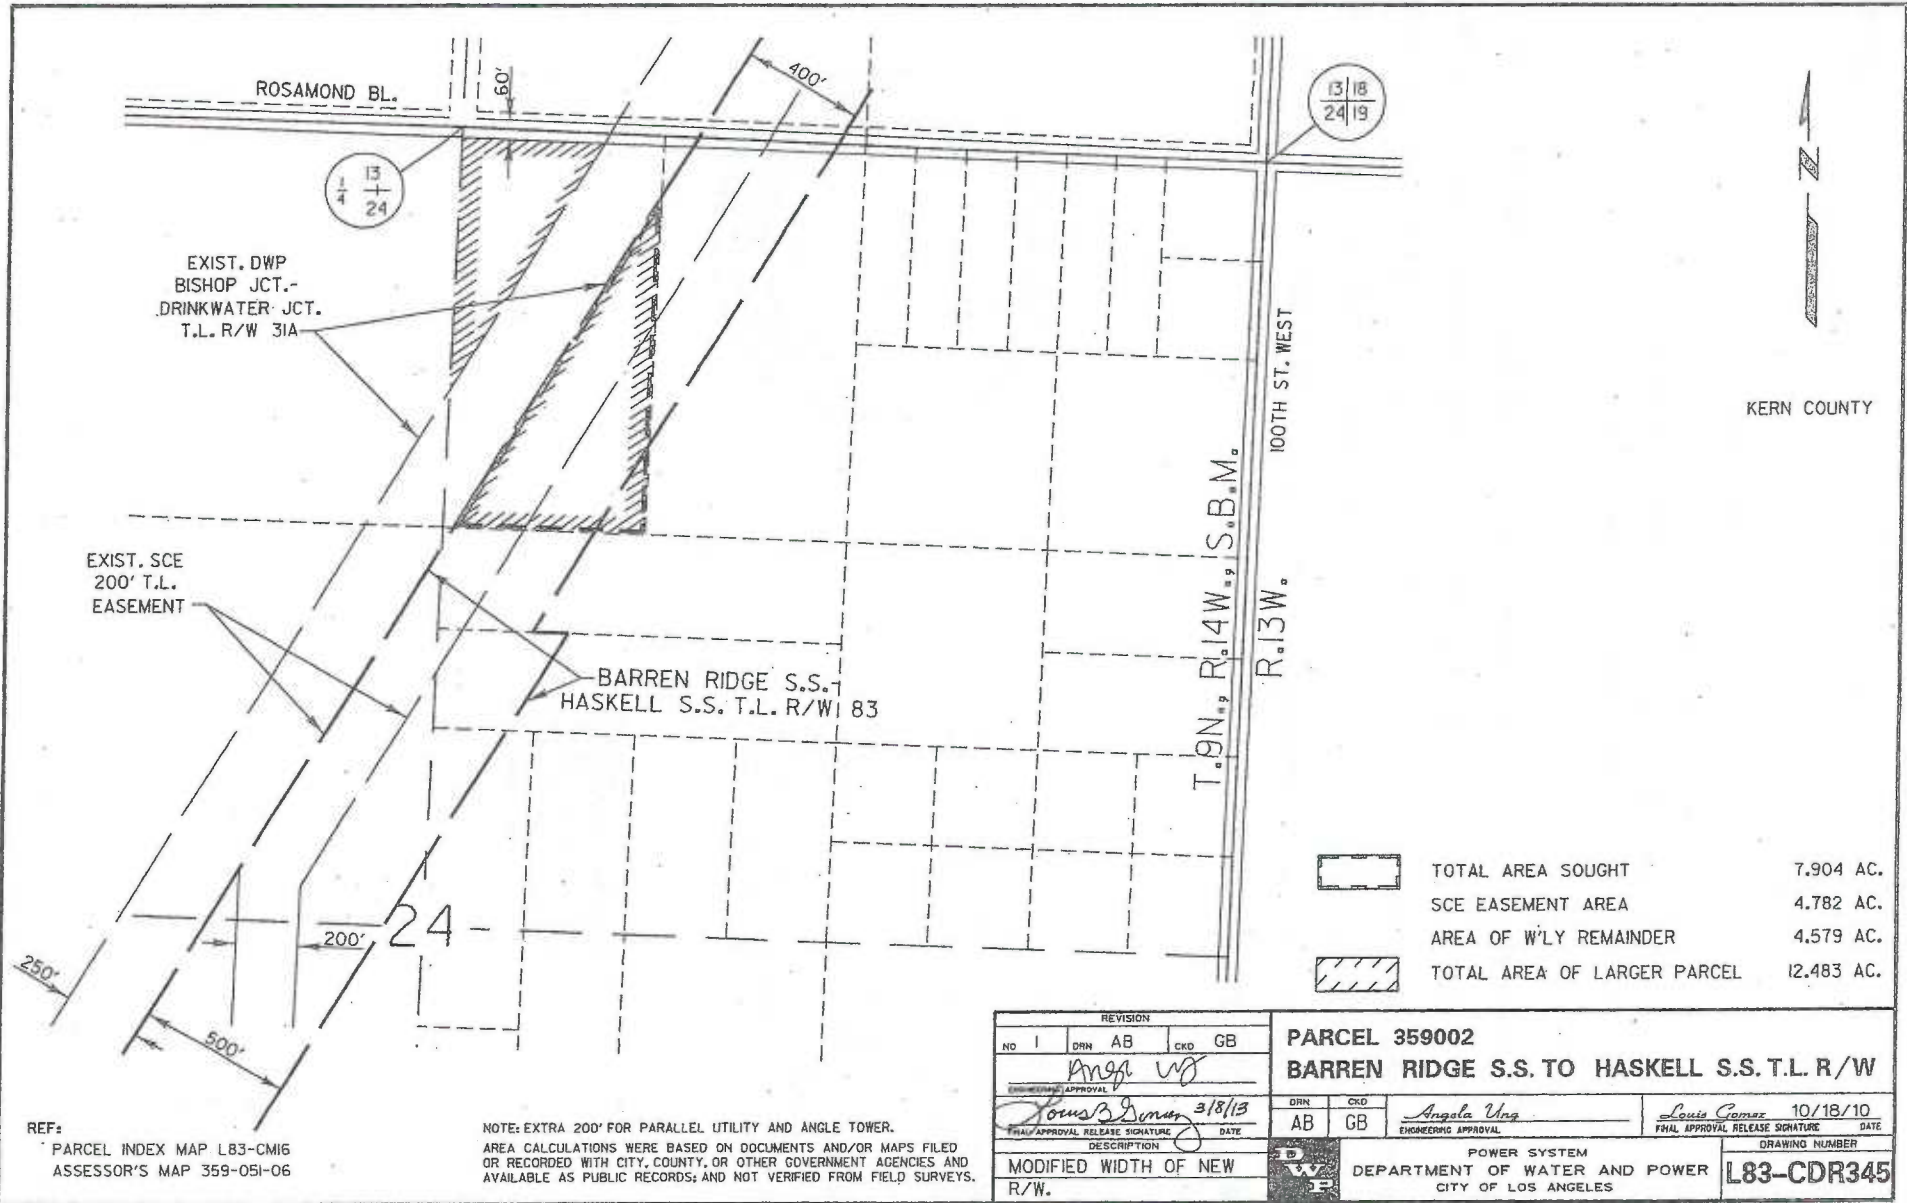 ROSAMOND BL.
60'
400'
13 18
24 19
1/4 13
24
N
EXIST. DWP
BISHOP JCT.-
DRINKWATER JCT.
T.L. R/W 31A
100TH ST. WEST
KERN COUNTY
EXIST. SCE
200' T.L.
EASEMENT
T.9N., R.14W., S.B.M.
R.13W.
BARREN RIDGE S.S.-
HASKELL S.S. T.L. R/W 83
24
200'
250'
500'
TOTAL AREA SOUGHT 7.904 AC.
SCE EASEMENT AREA 4.782 AC.
AREA OF W'LY REMAINDER 4.579 AC.
TOTAL AREA OF LARGER PARCEL 12.483 AC.
REF:
PARCEL INDEX MAP L83-CM16
ASSESSOR'S MAP 359-051-06
NOTE: EXTRA 200' FOR PARALLEL UTILITY AND ANGLE TOWER.
AREA CALCULATIONS WERE BASED ON DOCUMENTS AND/OR MAPS FILED
OR RECORDED WITH CITY, COUNTY, OR OTHER GOVERNMENT AGENCIES AND
AVAILABLE AS PUBLIC RECORDS; AND NOT VERIFIED FROM FIELD SURVEYS.
REVISION
NO 1 DRN AB CKD GB
ENGINEERING APPROVAL
3/8/13
FINAL APPROVAL RELEASE SIGNATURE DATE
DESCRIPTION
MODIFIED WIDTH OF NEW
R/W.
PARCEL 359002
BARREN RIDGE S.S. TO HASKELL S.S. T.L. R/W
DRN CKD
AB GB
Angela Ung
ENGINEERING APPROVAL
Louis Gomez 10/18/10
FINAL APPROVAL RELEASE SIGNATURE DATE
DWP
POWER SYSTEM
DEPARTMENT OF WATER AND POWER
CITY OF LOS ANGELES
DRAWING NUMBER
L83-CDR345